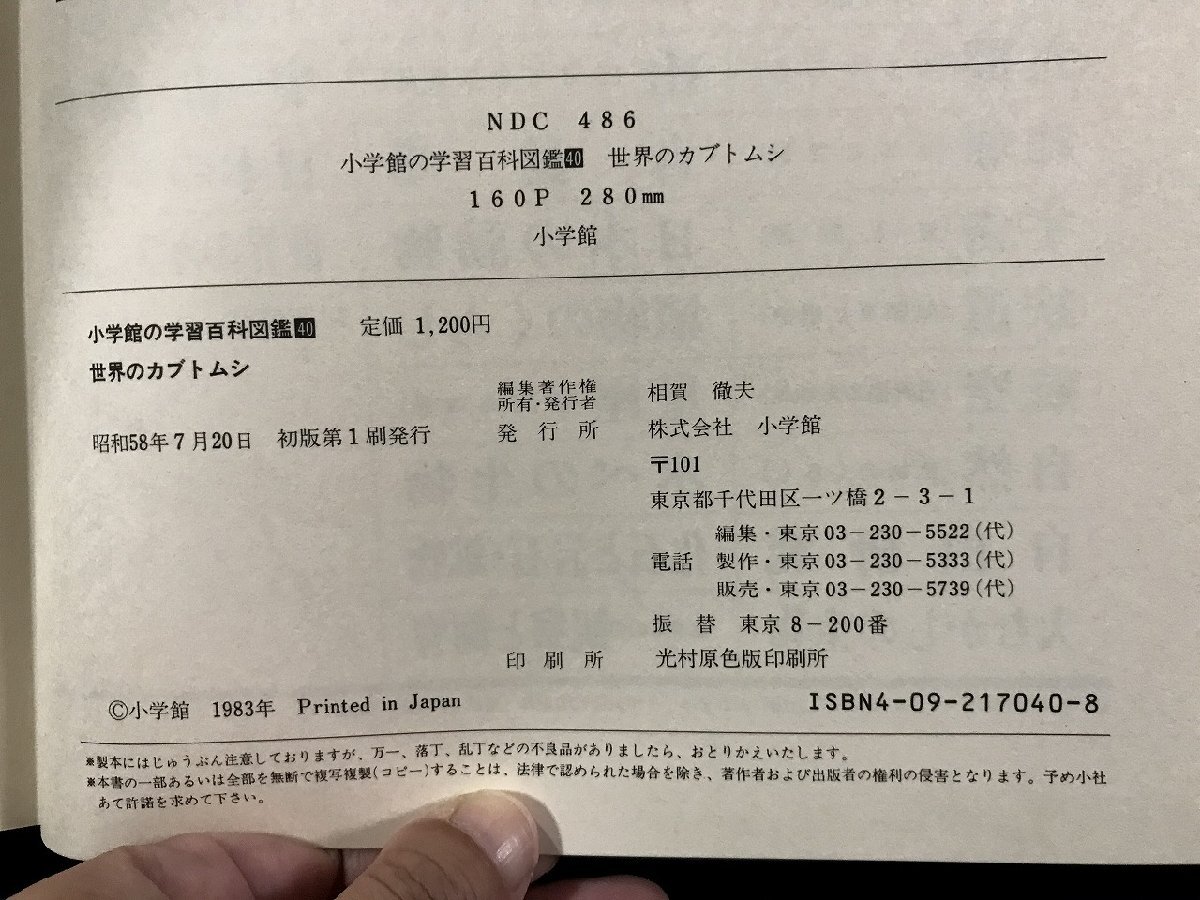 NDC 486
小学館の学習百科図鑑40 世界のカブトムシ
160P 280mm
小学館
小学館の学習百科図鑑40 定価 1,200円
世界のカブトムシ
昭和58年7月20日 初版第1刷発行
編集著作権
所有・発行者 相賀 徹夫
発行所 株式会社 小学館
〒101
東京都千代田区一ツ橋2-3-1
編集・東京03-230-5522(代)
電話 製作・東京03-230-5333(代)
販売・東京03-230-5739(代)
振替 東京8-200番
印刷所 光村原色版印刷所
©小学館 1983年 Printed in Japan
ISBN4-09-217040-8
※製本にはじゅうぶん注意しておりますが、万一、落丁、乱丁などの不良品がありましたら、おとりかえいたします。
※本書の一部あるいは全部を無断で複写複製(コピー)することは、法律で認められた場合を除き、著作者および出版者の権利の侵害となります。予め小社
あて許諾を求めて下さい。